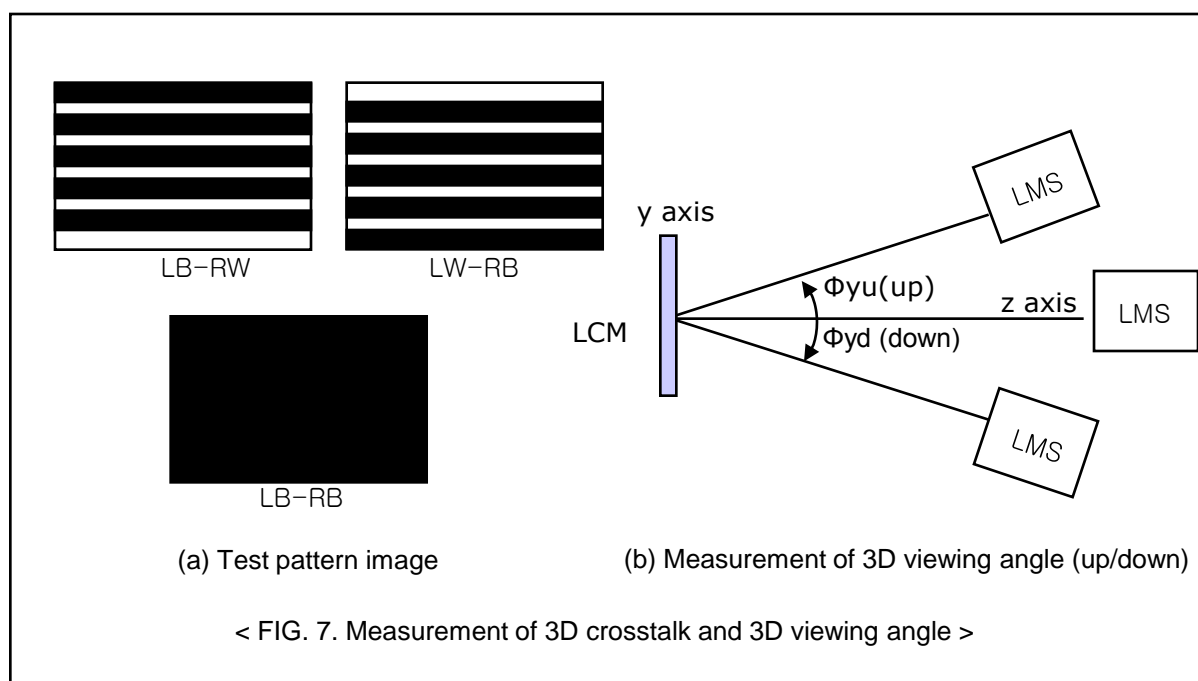 LB-RW
LW-RB
LB-RB
(a) Test pattern image
y axis
LCM
Φyu(up)
z axis
Φyd (down)
LMS
LMS
LMS
(b) Measurement of 3D viewing angle (up/down)
< FIG. 7. Measurement of 3D crosstalk and 3D viewing angle >